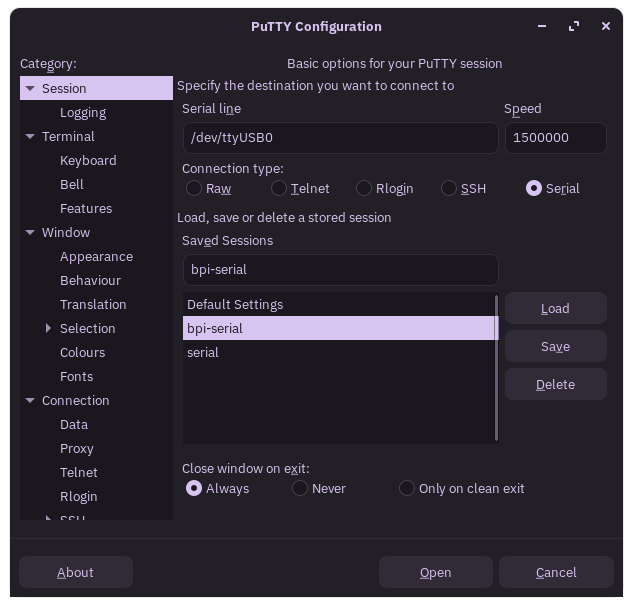 PuTTY Configuration
Category:
Session
Logging
Terminal
Keyboard
Bell
Features
Window
Appearance
Behaviour
Translation
Selection
Colours
Fonts
Connection
Data
Proxy
Telnet
Rlogin
SSH
Basic options for your PuTTY session
Specify the destination you want to connect to
Serial line Speed
/dev/ttyUSB0 1500000
Connection type:
Raw Telnet Rlogin SSH Serial
Load, save or delete a stored session
Saved Sessions
bpi-serial
Default Settings
bpi-serial
serial
Load
Save
Delete
Close window on exit:
Always Never Only on clean exit
About Open Cancel